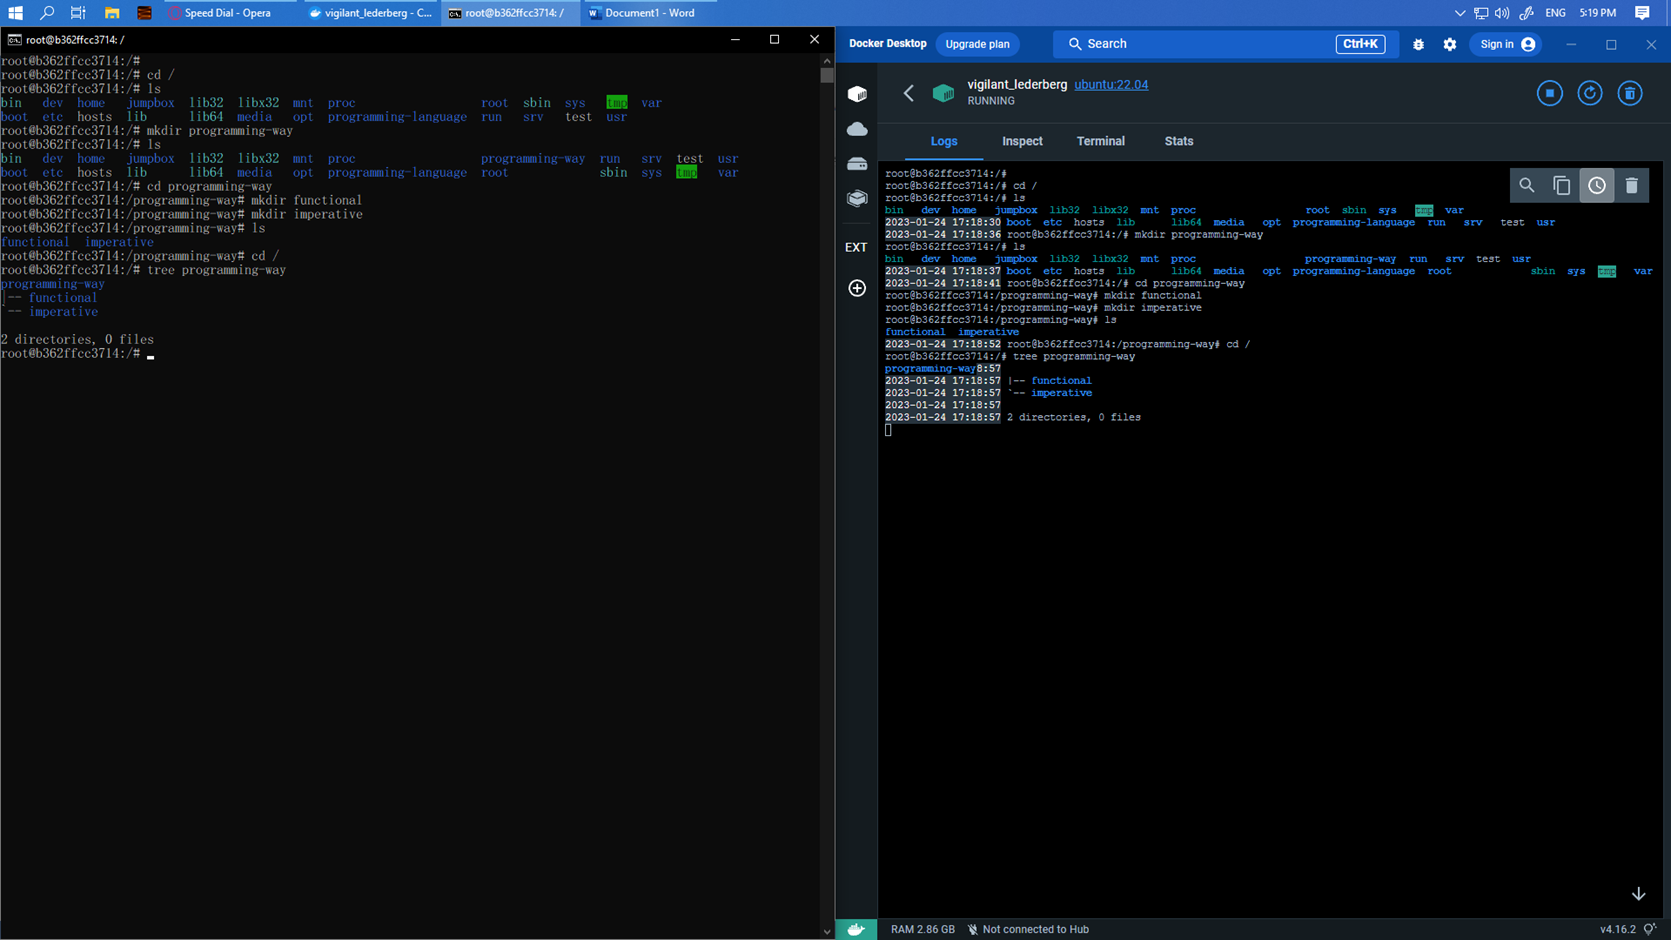 Speed Dial - Opera
vigilant_lederberg - C...
root@b362ffcc3714: /
Document1 - Word
ENG
5:19 PM
root@b362ffcc3714: /
root@b362ffcc3714:/#
root@b362ffcc3714:/# cd /
root@b362ffcc3714:/# ls
bin dev home jumpbox lib32 libx32 mnt proc root sbin sys tmp var
boot etc hosts lib lib64 media opt programming-language run srv test usr
root@b362ffcc3714:/# mkdir programming-way
root@b362ffcc3714:/# ls
bin dev home jumpbox lib32 libx32 mnt proc programming-way run srv test usr
boot etc hosts lib lib64 media opt programming-language root sbin sys tmp var
root@b362ffcc3714:/# cd programming-way
root@b362ffcc3714:/programming-way# mkdir functional
root@b362ffcc3714:/programming-way# mkdir imperative
root@b362ffcc3714:/programming-way# ls
functional imperative
root@b362ffcc3714:/programming-way# cd /
root@b362ffcc3714:/# tree programming-way
programming-way
|-- functional
`-- imperative
2 directories, 0 files
root@b362ffcc3714:/#
Docker Desktop
Upgrade plan
Search
Ctrl+K
Sign in
vigilant_lederberg ubuntu:22.04
RUNNING
Logs
Inspect
Terminal
Stats
EXT
root@b362ffcc3714:/#
root@b362ffcc3714:/# cd /
root@b362ffcc3714:/# ls
bin dev home jumpbox lib32 libx32 mnt proc root sbin sys tmp var
2023-01-24 17:18:30 boot etc hosts lib lib64 media opt programming-language run srv test usr
2023-01-24 17:18:36 root@b362ffcc3714:/# mkdir programming-way
root@b362ffcc3714:/# ls
bin dev home jumpbox lib32 libx32 mnt proc programming-way run srv test usr
2023-01-24 17:18:37 boot etc hosts lib lib64 media opt programming-language root sbin sys tmp var
2023-01-24 17:18:41 root@b362ffcc3714:/# cd programming-way
root@b362ffcc3714:/programming-way# mkdir functional
root@b362ffcc3714:/programming-way# mkdir imperative
root@b362ffcc3714:/programming-way# ls
functional imperative
2023-01-24 17:18:52 root@b362ffcc3714:/programming-way# cd /
root@b362ffcc3714:/# tree programming-way
programming-way8:57
2023-01-24 17:18:57 |-- functional
2023-01-24 17:18:57 `-- imperative
2023-01-24 17:18:57
2023-01-24 17:18:57 2 directories, 0 files
RAM 2.86 GB
Not connected to Hub
v4.16.2